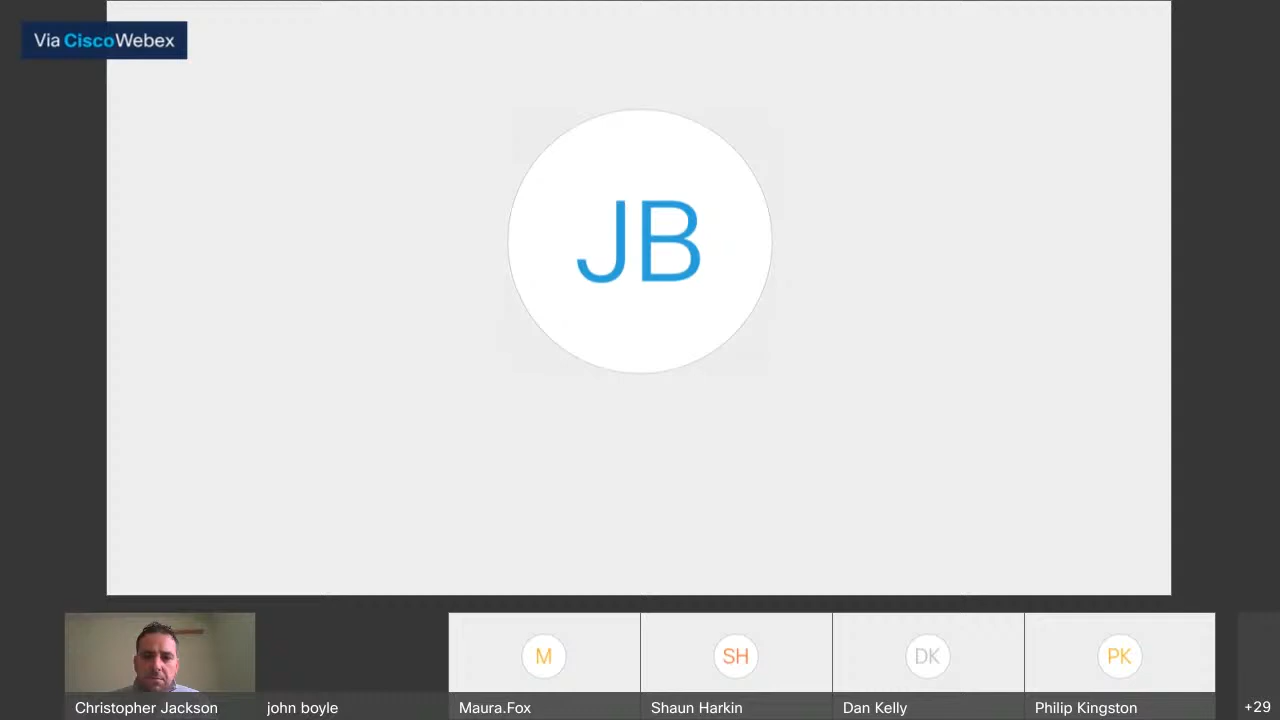 Via CiscoWebex
JB
M
SH
DK
PK
Christopher Jackson
john boyle
Maura.Fox
Shaun Harkin
Dan Kelly
Philip Kingston
+29